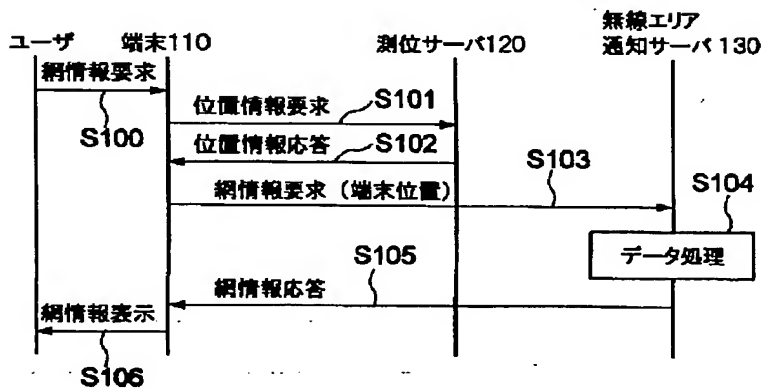 ユーザ
端末110
測位サーバ120
無線エリア
通知サーバ130
網情報要求
S100
位置情報要求
S101
位置情報応答
S102
網情報要求（端末位置）
S103
S104
データ処理
網情報応答
S105
網情報表示
S106